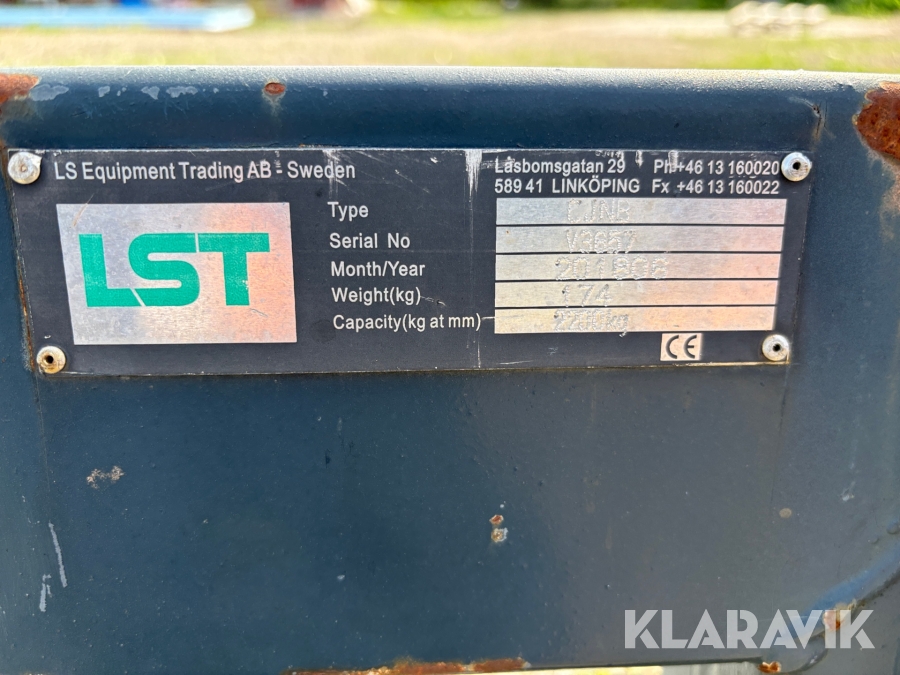 LS Equipment Trading AB - Sweden
Låsbomsgatan 29 Ph +46 13 160020
589 41 LINKÖPING Fx +46 13 160022
LST
Type
Serial No
Month/Year
Weight(kg) 174
Capacity(kg at mm)
CE
KLARAVIK